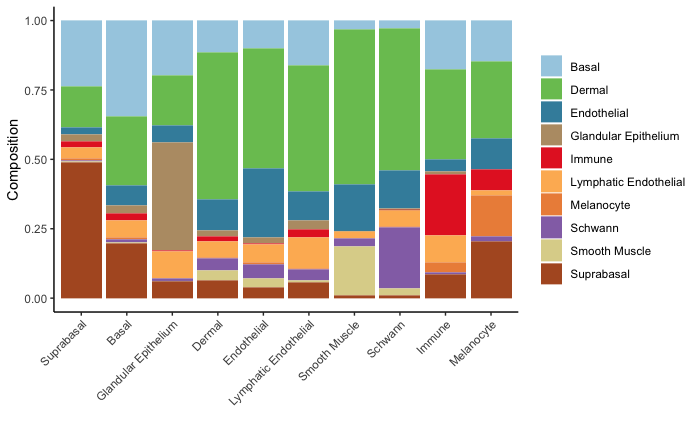 1.00
0.75
0.50
0.25
0.00
Composition
Suprabasal
Basal
Glandular Epithelium
Dermal
Endothelial
Lymphatic Endothelial
Smooth Muscle
Schwann
Immune
Melanocyte
Basal
Dermal
Endothelial
Glandular Epithelium
Immune
Lymphatic Endothelial
Melanocyte
Schwann
Smooth Muscle
Suprabasal